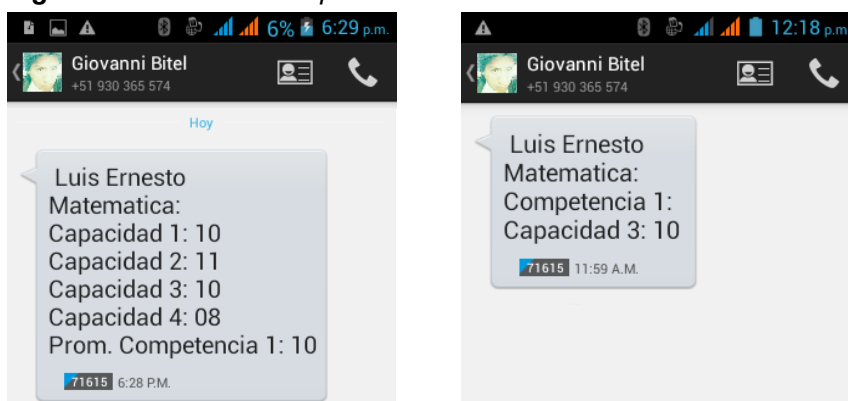 6% 6:29 p.m.
Giovanni Bitel
+51 930 365 574
Hoy
Luis Ernesto
Matematica:
Capacidad 1: 10
Capacidad 2: 11
Capacidad 3: 10
Capacidad 4: 08
Prom. Competencia 1: 10
71615 6:28 P.M.
12:18 p.m
Giovanni Bitel
+51 930 365 574
Luis Ernesto
Matematica:
Competencia 1:
Capacidad 3: 10
71615 11:59 A.M.